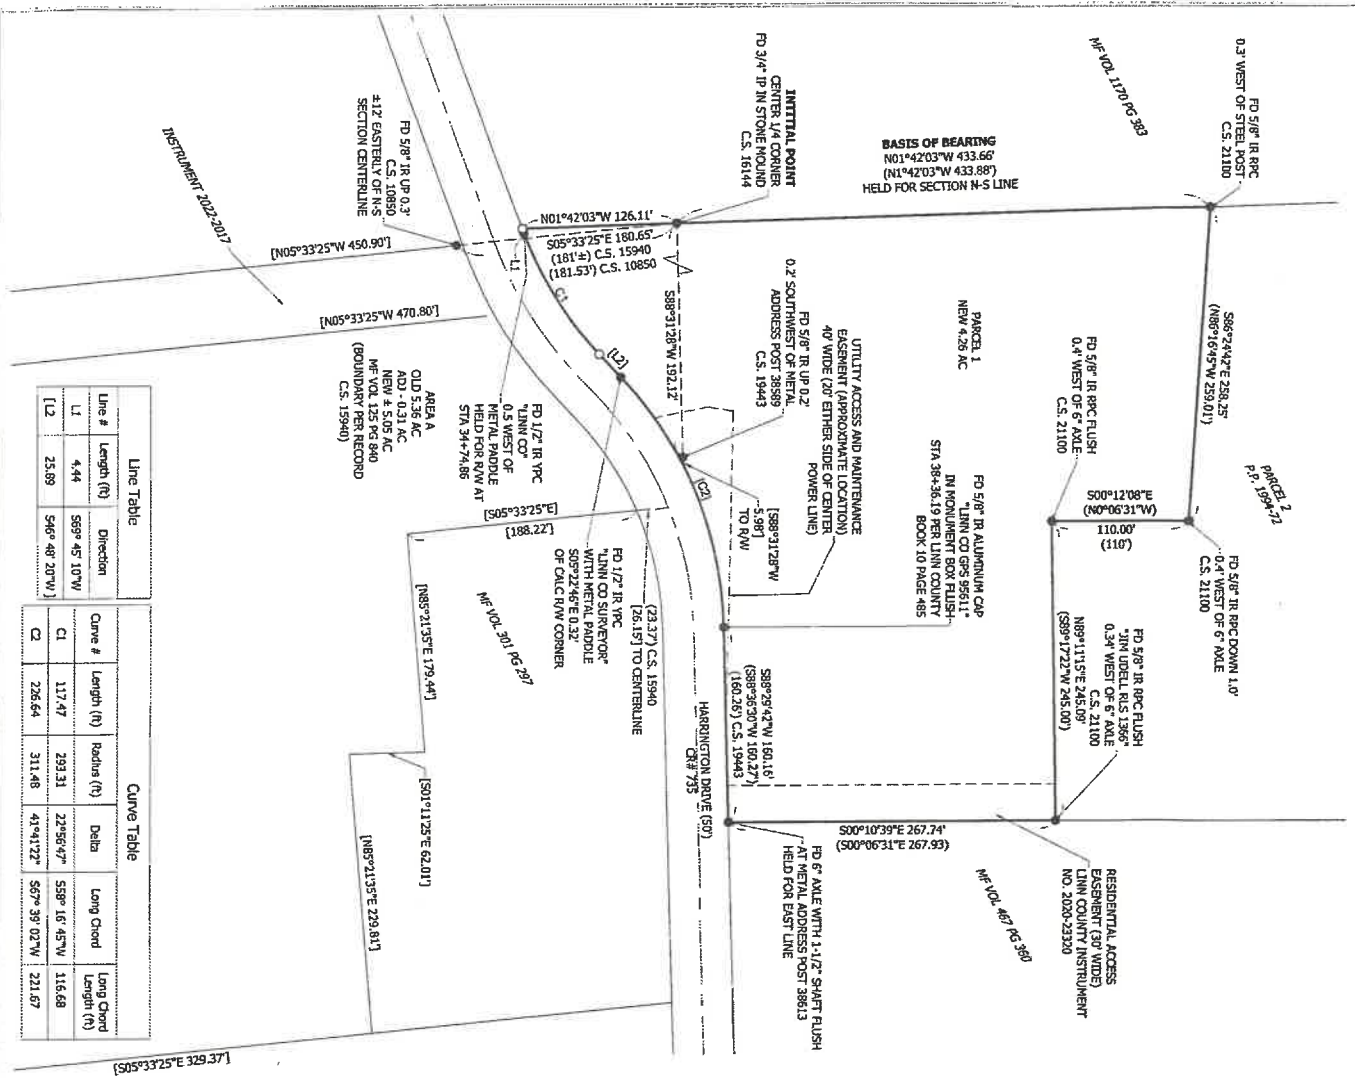 FD 5/8" IR RPC
0.3' WEST OF STEEL POST
C.S. 21100
MF VOL 1170 PG 383
INTITIAL POINT
CENTER 1/4 CORNER
FD 3/4" IP IN STONE MOUND
C.S. 16144
BASIS OF BEARING
N01°42'03"W 433.66'
(N1°42'03"W 433.88')
HELD FOR SECTION N-S LINE
S86°24'42"E 258.25'
(N86°16'45"W 259.01')
PARCEL 2
P.P. 1994-72
PARCEL 1
NEW 4.26 AC
FD 5/8" IR RPC FLUSH
0.4' WEST OF 6" AXLE
C.S. 21100
S00°12'08"E
(N0°06'31"W)
110.00'
(110')
FD 5/8" IR RPC DOWN 1.0'
0.4' WEST OF 6" AXLE
C.S. 21100
FD 5/8" IR RPC FLUSH
"JIM UDELL RLS 1366"
0.34' WEST OF 6" AXLE
C.S. 21100
N89°11'15"E 245.09'
(S89°17'22"W 245.00')
FD 5/8" IR ALUMINUM CAP
"LINN CO GPS 95611"
IN MONUMENT BOX FLUSH
STA 38+36.19 PER LINN COUNTY
BOOK 10 PAGE 485
UTILITY ACCESS AND MAINTENANCE
EASEMENT (APPROXIMATE LOCATION)
40' WIDE (20' EITHER SIDE OF CENTER
POWER LINE)
FD 5/8" IR UP 0.2'
0.2' SOUTHWEST OF METAL
ADDRESS POST 38589
C.S. 19443
N01°42'03"W 126.11'
S05°33'25"E 180.65'
(181'±) C.S. 15940
(181.53') C.S. 10850
S88°31'28"W 192.12'
[S88°31'28"W
5.98']
TO R/W
FD 5/8" IR UP 0.3'
C.S. 10850
±12' EASTERLY OF N-S
SECTION CENTERLINE
L1
C1
[L2]
[C2]
FD 1/2" IR YPC
"LINN CO"
0.5 WEST OF
METAL PADDLE
HELD FOR R/W AT
STA 34+74.86
FD 1/2" IR YPC
"LINN CO SURVEYOR"
WITH METAL PADDLE
S05°22'46"E 0.32'
OF CALC R/W CORNER
(23.37') C.S. 15940
[26.15'] TO CENTERLINE
S88°29'42"W 160.16'
(S88°36'30"W 160.27')
(160.26') C.S. 19443
HARRINGTON DRIVE (50')
CR# 735
S00°10'39"E 267.74'
(S00°06'31"E 267.93)
RESIDENTIAL ACCESS
EASEMENT (30' WIDE)
LINN COUNTY INSTRUMENT
NO. 2020-23320
MF VOL 467 PG 360
FD 6" AXLE WITH 1-1/2" SHAFT FLUSH
AT METAL ADDRESS POST 38613
HELD FOR EAST LINE
INSTRUMENT 2022-2017
[N05°33'25"W 450.90']
[N05°33'25"W 470.80']
AREA A
OLD 5.36 AC
ADJ - 0.31 AC
NEW ± 5.05 AC
MF VOL 125 PG 840
(BOUNDARY PER RECORD
C.S. 15940)
[S05°33'25"E]
[188.22']
MF VOL 301 PG 297
[N85°21'35"E 179.44']
[S01°11'25"E 62.01']
[N85°21'35"E 229.81']
[S05°33'25"E 329.37']
Line Table
Line # Length (ft) Direction
L1 4.44 S69° 45' 10"W
[L2 25.89 S46° 48' 20"W ]
Curve Table
Curve # Length (ft) Radius (ft) Delta Long Chord Long Chord Length (ft)
C1 117.47 293.31 22°56'47" S58° 16' 45"W 116.68
C2 226.64 311.48 41°41'22" S67° 39' 02"W 221.67